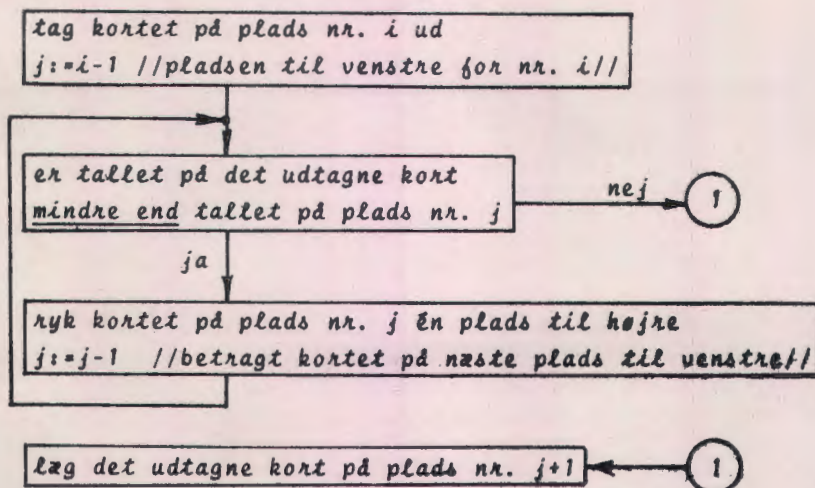 tag kortet på plads nr. i ud
j:=i-1 //pladsen til venstre for nr. i//
er tallet på det udtagne kort
mindre end tallet på plads nr. j
nej
1
ja
ryk kortet på plads nr. j én plads til højre
j:=j-1 //betragt kortet på næste plads til venstre//
læg det udtagne kort på plads nr. j+1
1